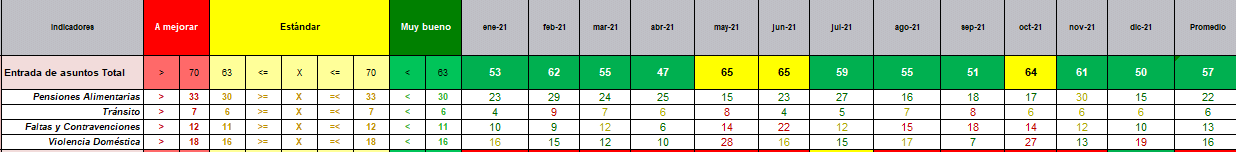 Indicadores A mejorar Estándar Muy bueno ene-21 feb-21 mar-21 abr-21 may-21 jun-21 jul-21 ago-21 sep-21 oct-21 nov-21 dic-21 Promedio
Entrada de asuntos Total > 70 63 <= X <= 70 < 63 53 62 55 47 65 65 59 55 51 64 61 50 57
Pensiones Alimentarias > 33 30 >= X =< 33 < 30 23 29 24 25 15 23 27 16 18 17 30 15 22
Tránsito > 7 6 >= X =< 7 < 6 4 9 7 6 8 4 5 7 8 6 6 6 6
Faltas y Contravenciones > 12 11 >= X =< 12 < 11 10 9 12 6 14 22 12 15 18 14 12 10 13
Violencia Doméstica > 18 16 >= X =< 18 < 16 16 15 12 10 28 16 15 17 7 27 13 19 16